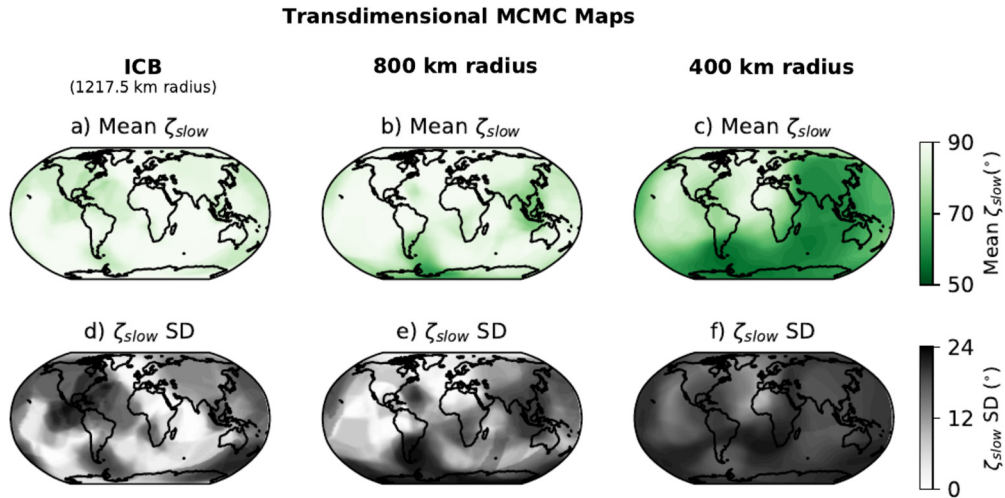 Transdimensional MCMC Maps
ICB
(1217.5 km radius)
800 km radius
400 km radius
a) Mean ζslow
b) Mean ζslow
c) Mean ζslow
90
70
50
Mean ζslow(°)
d) ζslow SD
e) ζslow SD
f) ζslow SD
24
12
0
ζslow SD (°)